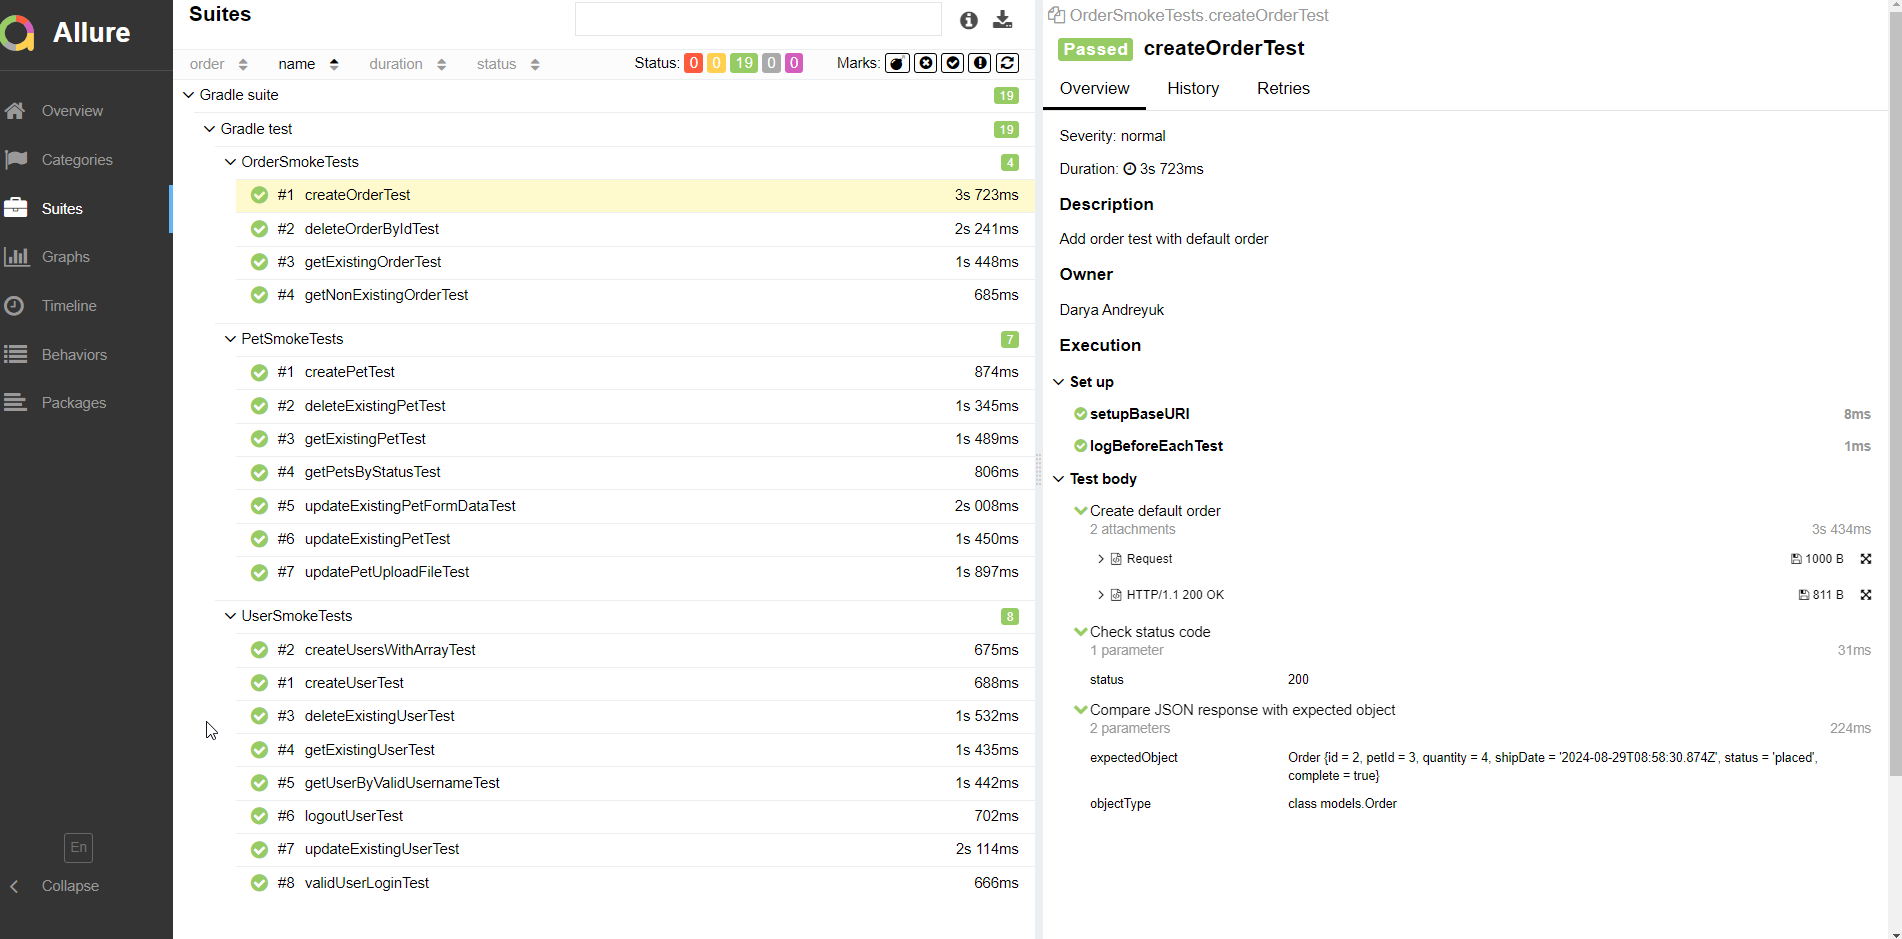 Allure
Overview
Categories
Suites
Graphs
Timeline
Behaviors
Packages
En
Collapse
Suites
order name duration status Status: 0 0 19 0 0 Marks:
Gradle suite 19
Gradle test 19
OrderSmokeTests 4
#1 createOrderTest 3s 723ms
#2 deleteOrderByIdTest 2s 241ms
#3 getExistingOrderTest 1s 448ms
#4 getNonExistingOrderTest 685ms
PetSmokeTests 7
#1 createPetTest 874ms
#2 deleteExistingPetTest 1s 345ms
#3 getExistingPetTest 1s 489ms
#4 getPetsByStatusTest 806ms
#5 updateExistingPetFormDataTest 2s 008ms
#6 updateExistingPetTest 1s 450ms
#7 updatePetUploadFileTest 1s 897ms
UserSmokeTests 8
#2 createUsersWithArrayTest 675ms
#1 createUserTest 688ms
#3 deleteExistingUserTest 1s 532ms
#4 getExistingUserTest 1s 435ms
#5 getUserByValidUsernameTest 1s 442ms
#6 logoutUserTest 702ms
#7 updateExistingUserTest 2s 114ms
#8 validUserLoginTest 666ms
OrderSmokeTests.createOrderTest
Passed createOrderTest
Overview History Retries
Severity: normal
Duration: 3s 723ms
Description
Add order test with default order
Owner
Darya Andreyuk
Execution
Set up
setupBaseURI 8ms
logBeforeEachTest 1ms
Test body
Create default order
2 attachments 3s 434ms
Request 1000 B
HTTP/1.1 200 OK 811 B
Check status code
1 parameter 31ms
status 200
Compare JSON response with expected object
2 parameters 224ms
expectedObject Order {id = 2, petId = 3, quantity = 4, shipDate = '2024-08-29T08:58:30.874Z', status = 'placed',
complete = true}
objectType class models.Order